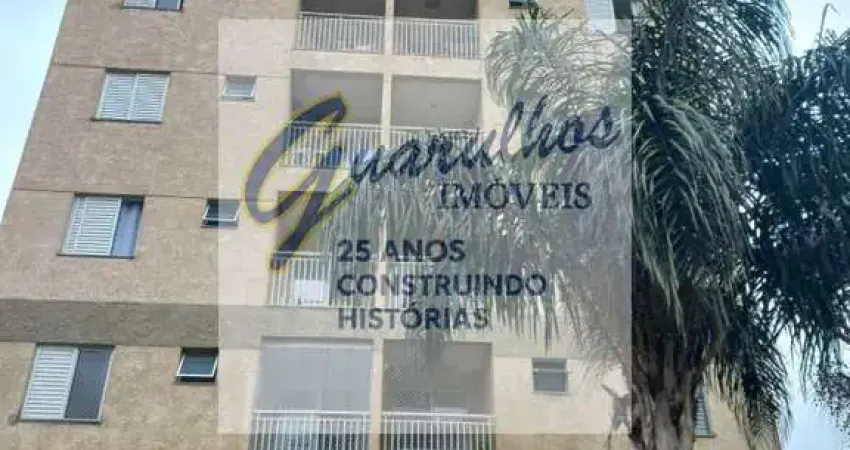 Guarulhos
IMÓVEIS
25 ANOS
CONSTRUINDO
HISTÓRIAS